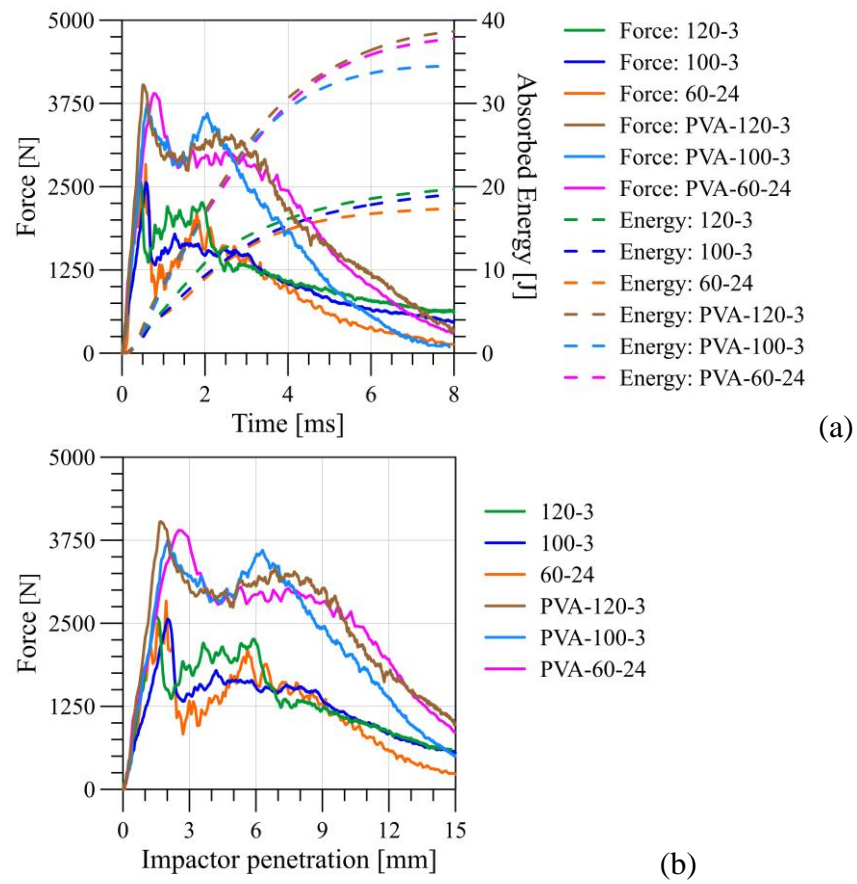 5000
3750
2500
1250
0
Force [N]
40
30
20
10
0
Absorbed Energy [J]
0 2 4 6 8
Time [ms]
Force: 120-3
Force: 100-3
Force: 60-24
Force: PVA-120-3
Force: PVA-100-3
Force: PVA-60-24
Energy: 120-3
Energy: 100-3
Energy: 60-24
Energy: PVA-120-3
Energy: PVA-100-3
Energy: PVA-60-24
(a)
5000
3750
2500
1250
0
Force [N]
0 3 6 9 12 15
Impactor penetration [mm]
120-3
100-3
60-24
PVA-120-3
PVA-100-3
PVA-60-24
(b)